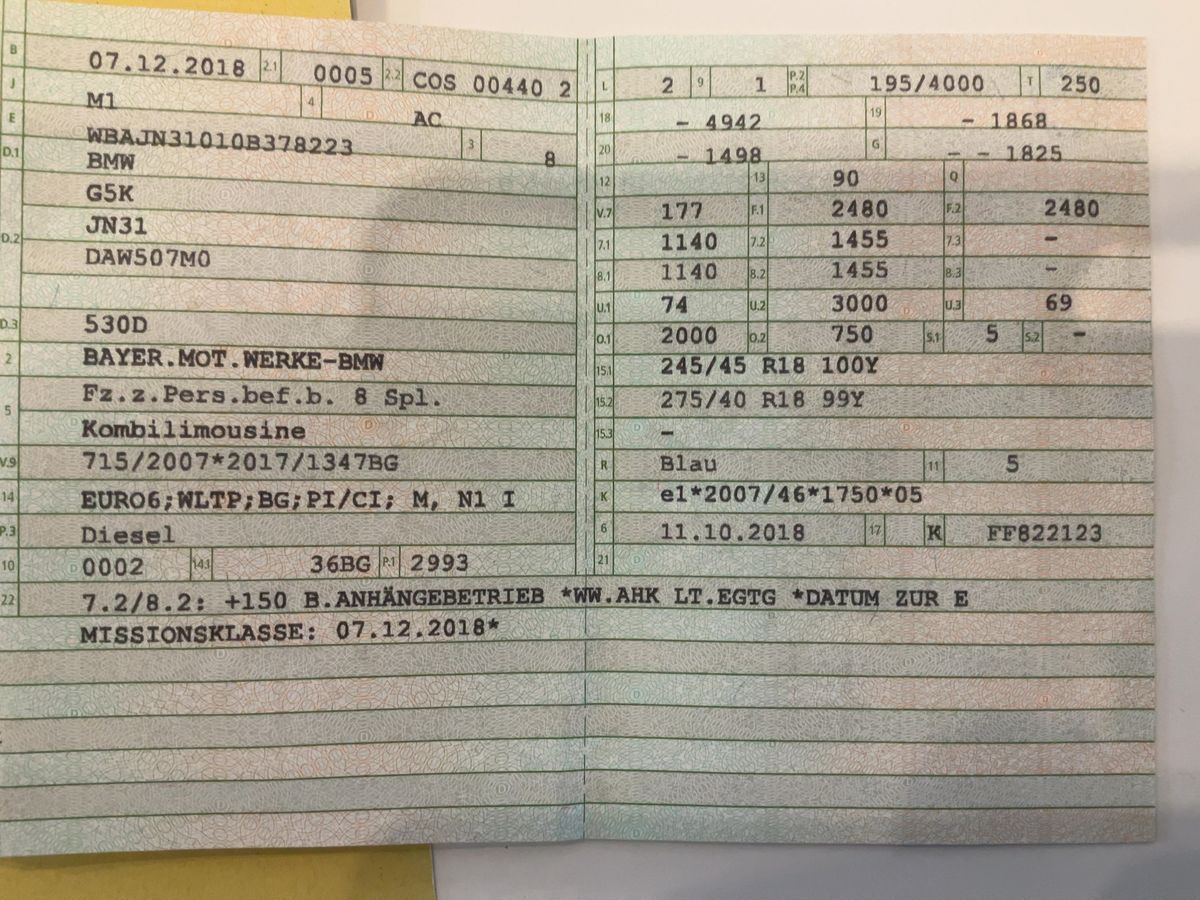 B 07.12.2018 2.1 0005 2.2 COS 00440 2
J M1 4 AC
E WBAJN31010B378223 3 8
D.1 BMW
D.2 G5K
JN31
DAW507M0
D.3 530D
2 BAYER.MOT.WERKE-BMW
5 Fz.z.Pers.bef.b. 8 Spl.
Kombilimousine
V.9 715/2007*2017/1347BG
14 EURO6;WLTP;BG;PI/CI; M, N1 I
P.3 Diesel
10 0002 14.1 36BG P.1 2993
L 2 9 1 P.2 P.4 195/4000 T 250
18 - 4942 19 - 1868
20 - 1498 G - - 1825
12 13 90 Q
V.7 177 F.1 2480 F.2 2480
7.1 1140 7.2 1455 7.3 -
8.1 1140 8.2 1455 8.3 -
U.1 74 U.2 3000 U.3 69
O.1 2000 O.2 750 S.1 5 S.2 -
15.1 245/45 R18 100Y
15.2 275/40 R18 99Y
15.3 -
R Blau 11 5
K e1*2007/46*1750*05
6 11.10.2018 17 K FF822123
21
22 7.2/8.2: +150 B.ANHÄNGEBETRIEB *WW.AHK LT.EGTG *DATUM ZUR E
MISSIONSKLASSE: 07.12.2018*